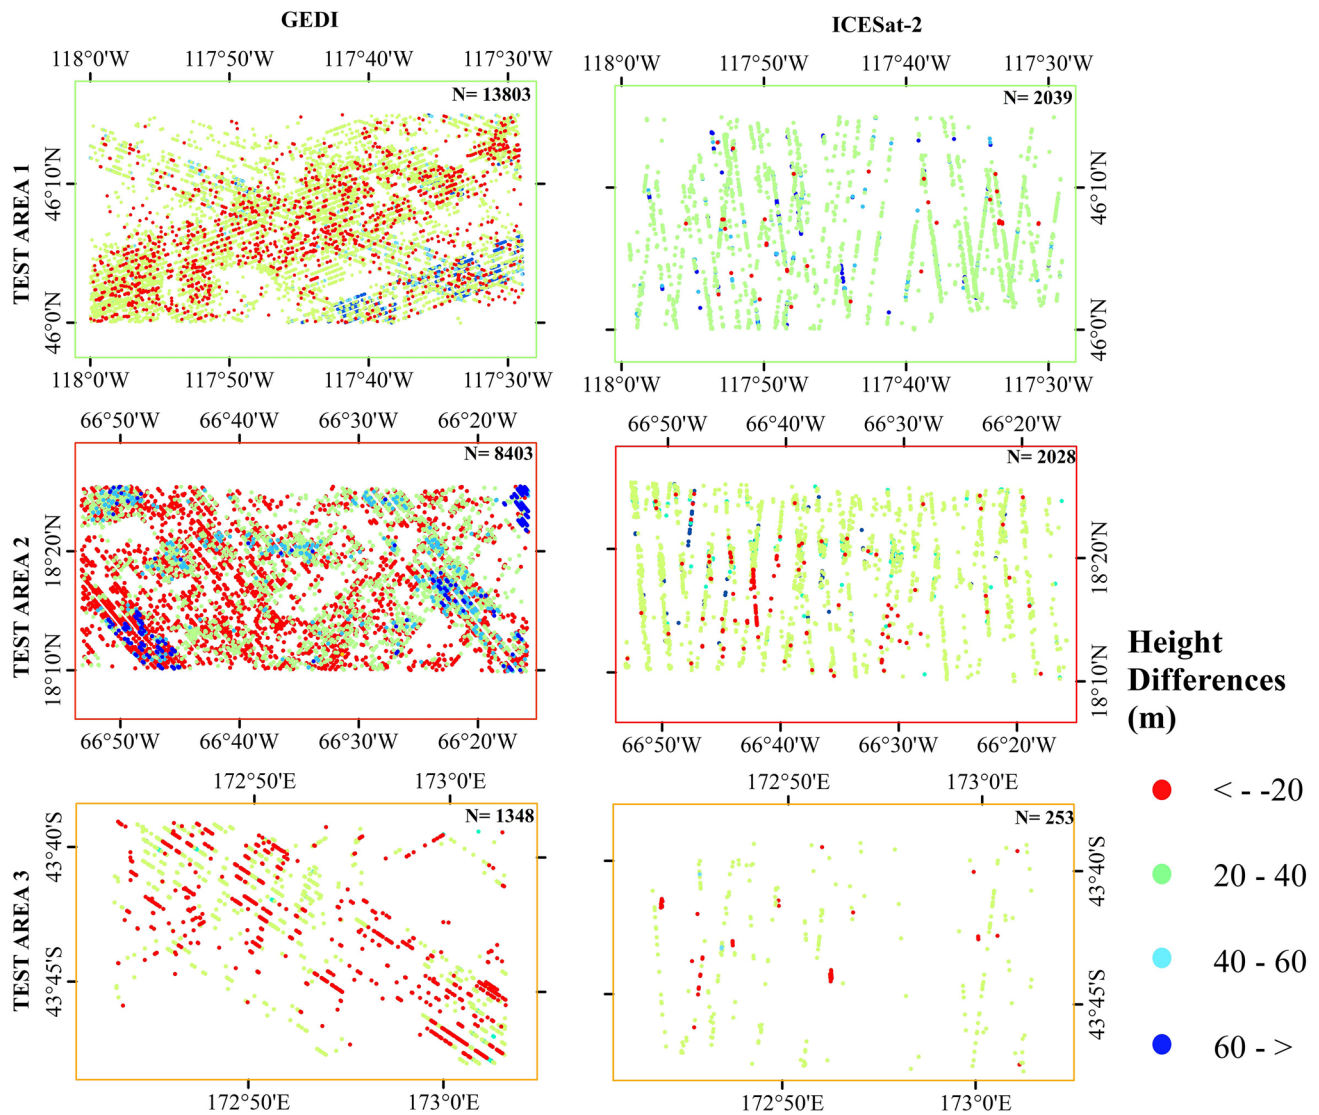 GEDI
ICESat-2
118°0'W 117°50'W 117°40'W 117°30'W
118°0'W 117°50'W 117°40'W 117°30'W
N= 13803
N= 2039
TEST AREA 1
46°10'N
46°0'N
46°10'N
46°0'N
118°0'W 117°50'W 117°40'W 117°30'W
118°0'W 117°50'W 117°40'W 117°30'W
66°50'W 66°40'W 66°30'W 66°20'W
66°50'W 66°40'W 66°30'W 66°20'W
N= 8403
N= 2028
TEST AREA 2
18°20'N
18°10'N
18°20'N
18°10'N
66°50'W 66°40'W 66°30'W 66°20'W
66°50'W 66°40'W 66°30'W 66°20'W
172°50'E 173°0'E
172°50'E 173°0'E
N= 1348
N= 253
TEST AREA 3
43°40'S
43°45'S
43°40'S
43°45'S
172°50'E 173°0'E
172°50'E 173°0'E
Height
Differences
(m)
< - -20
20 - 40
40 - 60
60 - >